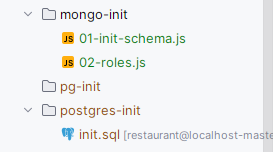 mongo-init
JS 01-init-schema.js
JS 02-roles.js
pg-init
postgres-init
init.sql [restaurant@localhost-maste